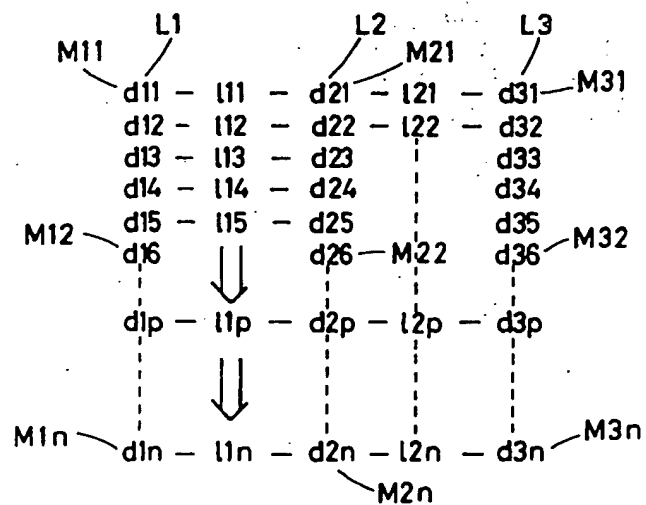 L1 L2 L3
M11 M21 M31
d11 – l11 – d21 – l21 – d31
d12 – l12 – d22 – l22 – d32
d13 – l13 – d23 d33
d14 – l14 – d24 d34
d15 – l15 – d25 d35
M12 M32
d16 d26 – M22 d36
d1p – l1p – d2p – l2p – d3p
M1n M3n
d1n – l1n – d2n – l2n – d3n
M2n